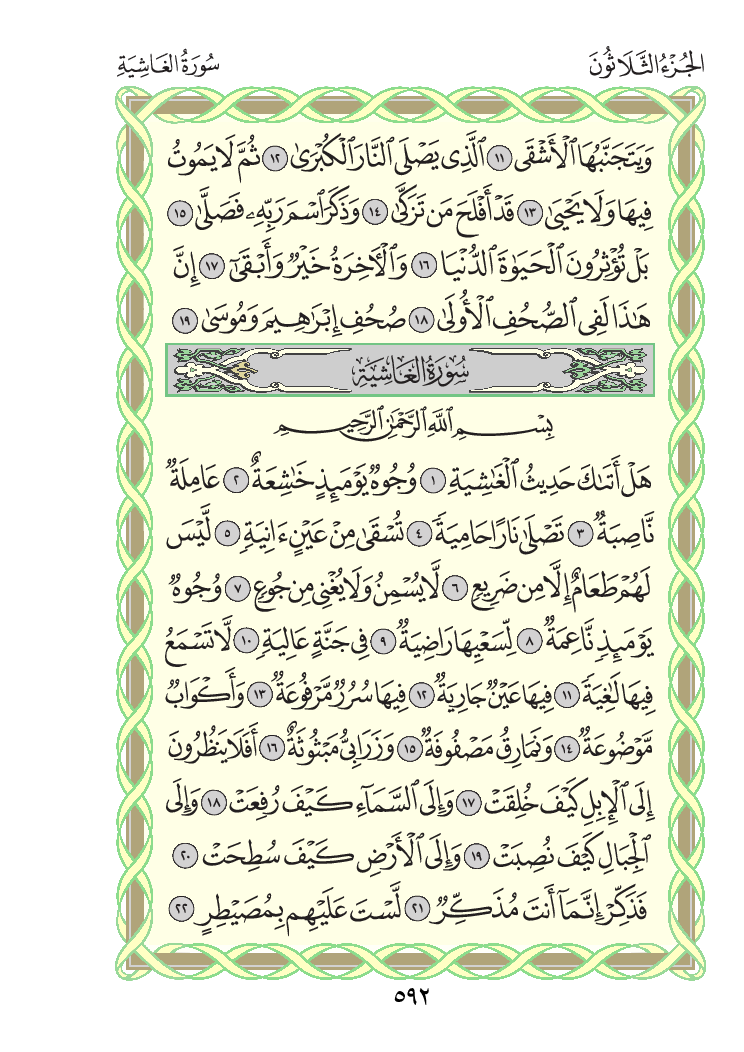 سُورَةُ الغَاشِيَةِ
الجُزْءُ الثَّلَاثُونَ
وَيَتَجَنَّبُهَا ٱلْأَشْقَى ١١ ٱلَّذِى يَصْلَى ٱلنَّارَ ٱلْكُبْرَىٰ ١٢ ثُمَّ لَا يَمُوتُ
فِيهَا وَلَا يَحْيَىٰ ١٣ قَدْ أَفْلَحَ مَن تَزَكَّىٰ ١٤ وَذَكَرَ ٱسْمَ رَبِّهِۦ فَصَلَّىٰ ١٥
بَلْ تُؤْثِرُونَ ٱلْحَيَوٰةَ ٱلدُّنْيَا ١٦ وَٱلْـَٔاخِرَةُ خَيْرٌ وَأَبْقَىٰٓ ١٧ إِنَّ
هَـٰذَا لَفِى ٱلصُّحُفِ ٱلْأُولَىٰ ١٨ صُحُفِ إِبْرَٰهِيمَ وَمُوسَىٰ ١٩
سُورَةُ الغَاشِيَةِ
بِسْمِ ٱللَّهِ ٱلرَّحْمَـٰنِ ٱلرَّحِيمِ
هَلْ أَتَىٰكَ حَدِيثُ ٱلْغَـٰشِيَةِ ١ وُجُوهٌ يَوْمَئِذٍ خَـٰشِعَةٌ ٢ عَامِلَةٌ
نَّاصِبَةٌ ٣ تَصْلَىٰ نَارًا حَامِيَةً ٤ تُسْقَىٰ مِنْ عَيْنٍ ءَانِيَةٍ ٥ لَّيْسَ
لَهُمْ طَعَامٌ إِلَّا مِن ضَرِيعٍ ٦ لَّا يُسْمِنُ وَلَا يُغْنِى مِن جُوعٍ ٧ وُجُوهٌ
يَوْمَئِذٍ نَّاعِمَةٌ ٨ لِّسَعْيِهَا رَاضِيَةٌ ٩ فِى جَنَّةٍ عَالِيَةٍ ١٠ لَّا تَسْمَعُ
فِيهَا لَـٰغِيَةً ١١ فِيهَا عَيْنٌ جَارِيَةٌ ١٢ فِيهَا سُرُرٌ مَّرْفُوعَةٌ ١٣ وَأَكْوَابٌ
مَّوْضُوعَةٌ ١٤ وَنَمَارِقُ مَصْفُوفَةٌ ١٥ وَزَرَابِىُّ مَبْثُوثَةٌ ١٦ أَفَلَا يَنظُرُونَ
إِلَى ٱلْإِبِلِ كَيْفَ خُلِقَتْ ١٧ وَإِلَى ٱلسَّمَآءِ كَيْفَ رُفِعَتْ ١٨ وَإِلَى
ٱلْجِبَالِ كَيْفَ نُصِبَتْ ١٩ وَإِلَى ٱلْأَرْضِ كَيْفَ سُطِحَتْ ٢٠
فَذَكِّرْ إِنَّمَآ أَنتَ مُذَكِّرٌ ٢١ لَّسْتَ عَلَيْهِم بِمُصَيْطِرٍ ٢٢
٥٩٢